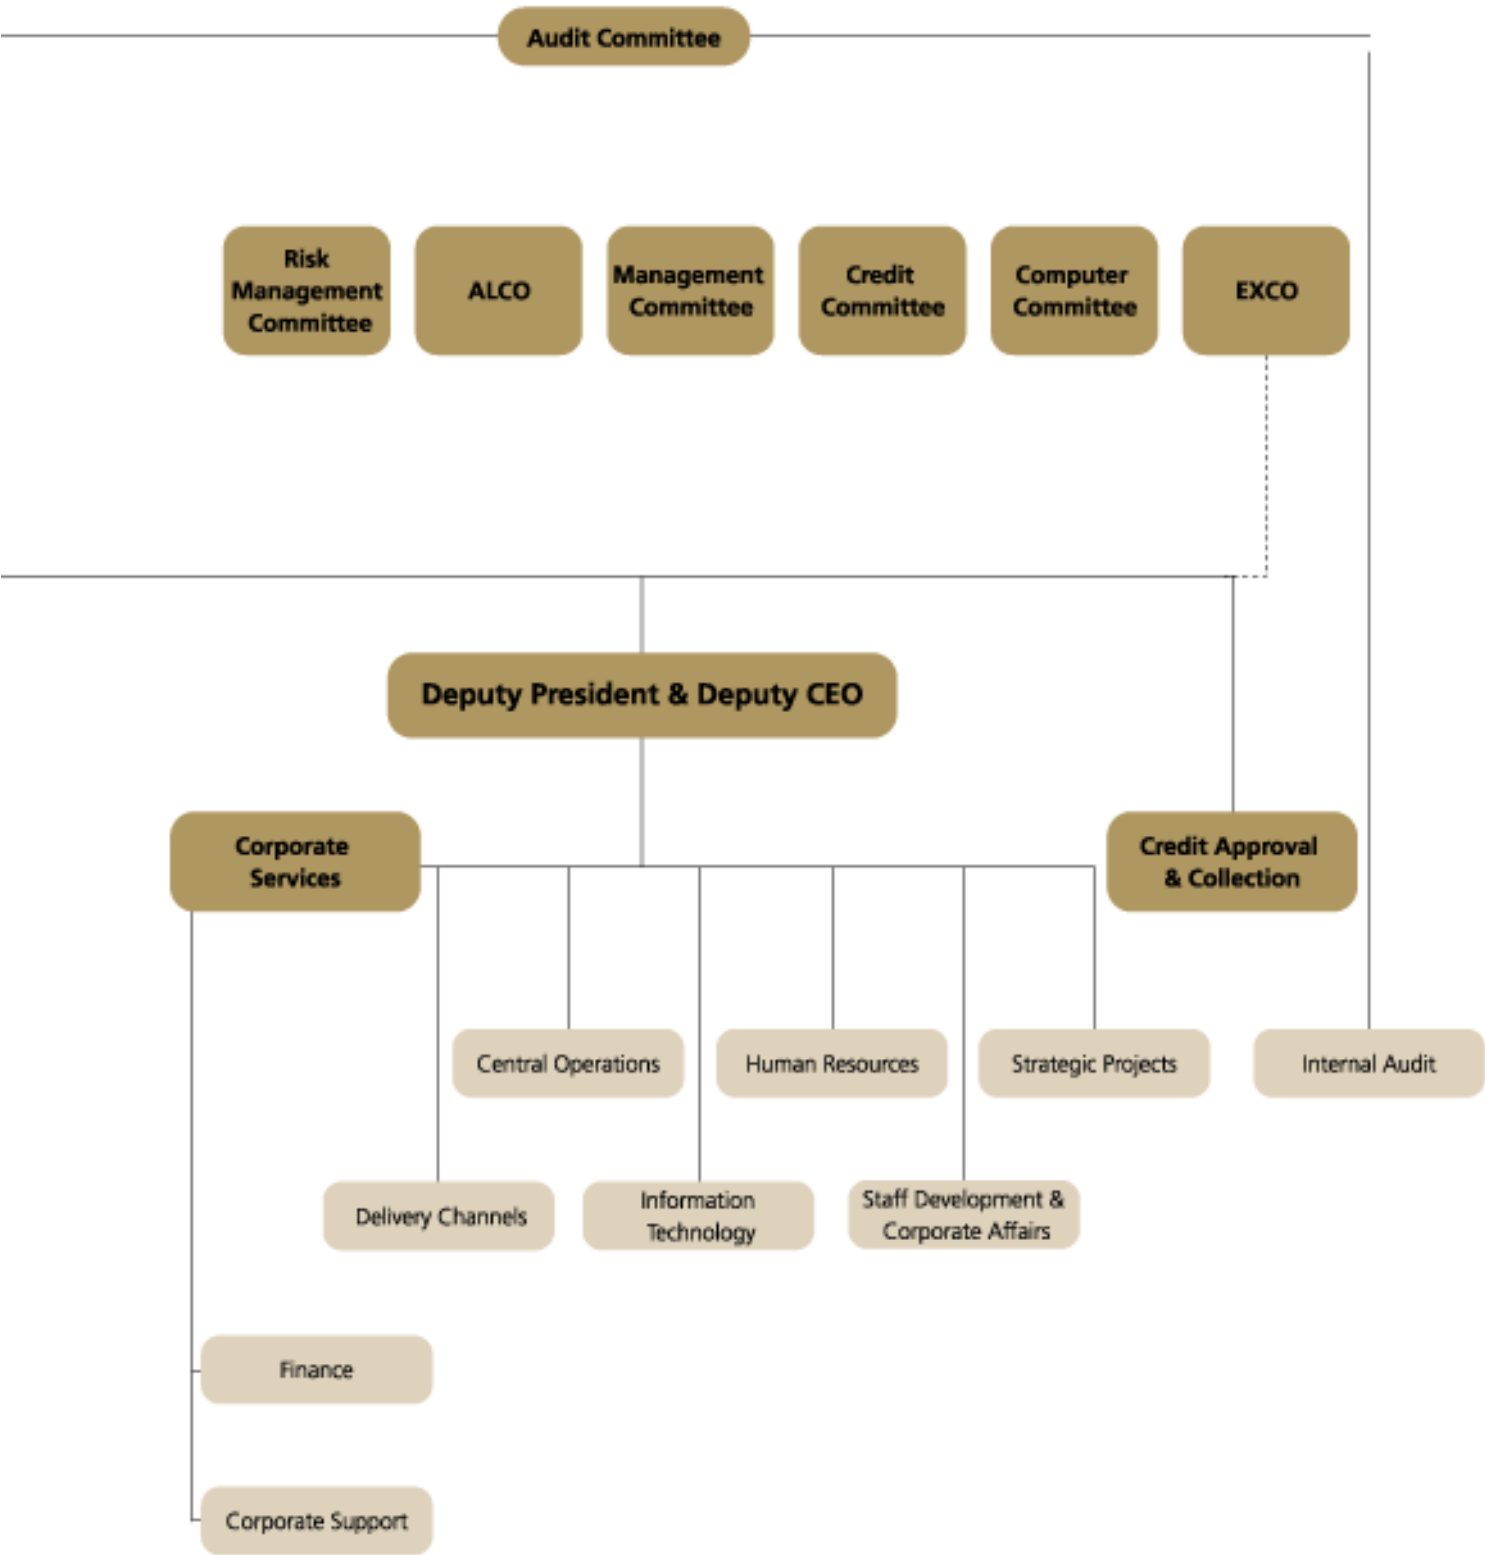 Audit Committee
Risk
Management
Committee
ALCO
Management
Committee
Credit
Committee
Computer
Committee
EXCO
Deputy President & Deputy CEO
Corporate
Services
Credit Approval
& Collection
Central Operations
Human Resources
Strategic Projects
Internal Audit
Delivery Channels
Information
Technology
Staff Development &
Corporate Affairs
Finance
Corporate Support